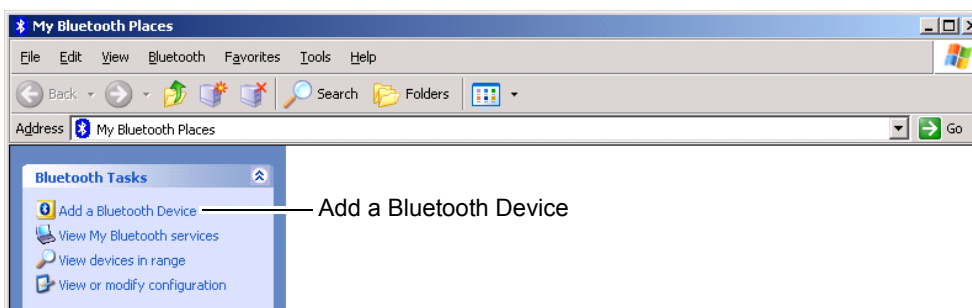 My Bluetooth Places
File Edit View Bluetooth Favorites Tools Help
Back Search Folders
Address My Bluetooth Places Go
Bluetooth Tasks
Add a Bluetooth Device Add a Bluetooth Device
View My Bluetooth services
View devices in range
View or modify configuration